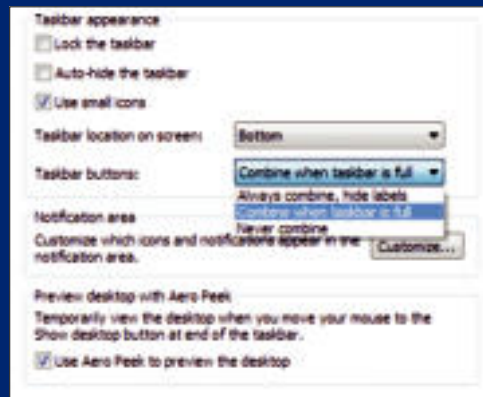 Taskbar appearance
Lock the taskbar
Auto-hide the taskbar
Use small icons
Taskbar location on screen: Bottom
Taskbar buttons: Combine when taskbar is full
Always combine, hide labels
Combine when taskbar is full
Never combine
Notification area
Customize which icons and notifications appear in the
notification area.
Customize...
Preview desktop with Aero Peek
Temporarily view the desktop when you move your mouse to the
Show desktop button at end of the taskbar.
Use Aero Peek to preview the desktop